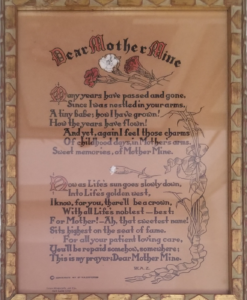 Dear Mother Mine
Many years have passed and gone,
Since I was nestled in your arms,
A tiny babe; how I have grown!
How the years have flown!
And yet, again I feel those charms
Of childhood days in Mother's arms.
Sweet memories, of Mother Mine.
Now as Life's sun goes slowly down,
Into Life's golden west,
I know, for you, there'll be a crown,
With all Life's noblest — best:
For Mother! — Ah, that sweetest name!
Sits highest on the seat of fame.
For all your patient loving care,
You'll be repaid somehow, somewhere;
This is my prayer, Dear Mother Mine.